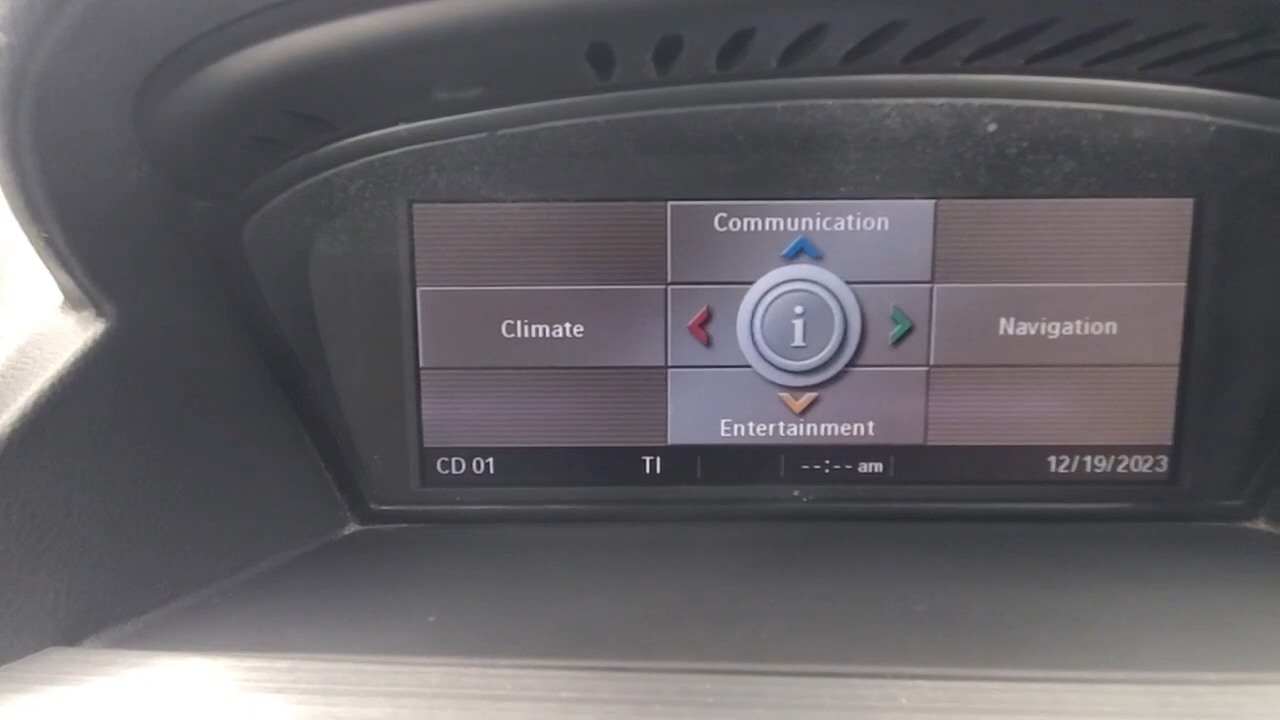 Communication
Climate
i
Navigation
Entertainment
CD 01 TI --:-- am 12/19/2023